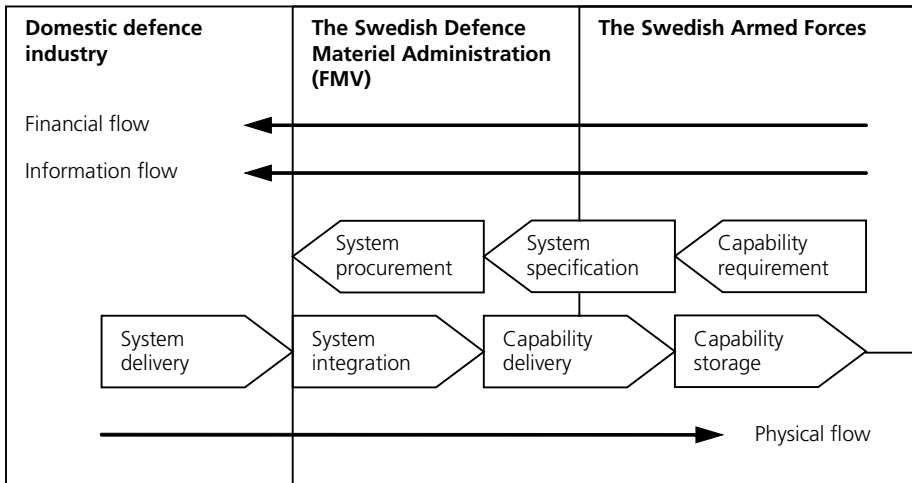 Domestic defence
industry
The Swedish Defence
Materiel Administration
(FMV)
The Swedish Armed Forces
Financial flow
Information flow
System
procurement
System
specification
Capability
requirement
System
delivery
System
integration
Capability
delivery
Capability
storage
Physical flow